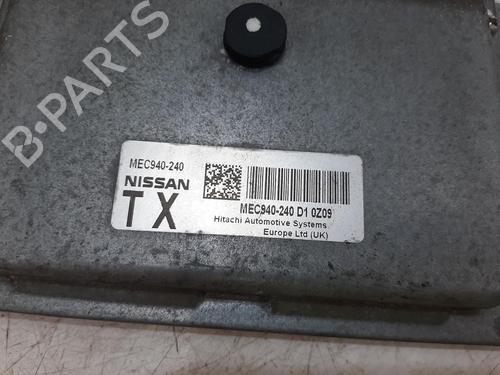 B-PARTS
MEC940-240
NISSAN
TX
MEC940-240 D1 0Z09
Hitachi Automotive Systems
Europe Ltd (UK)